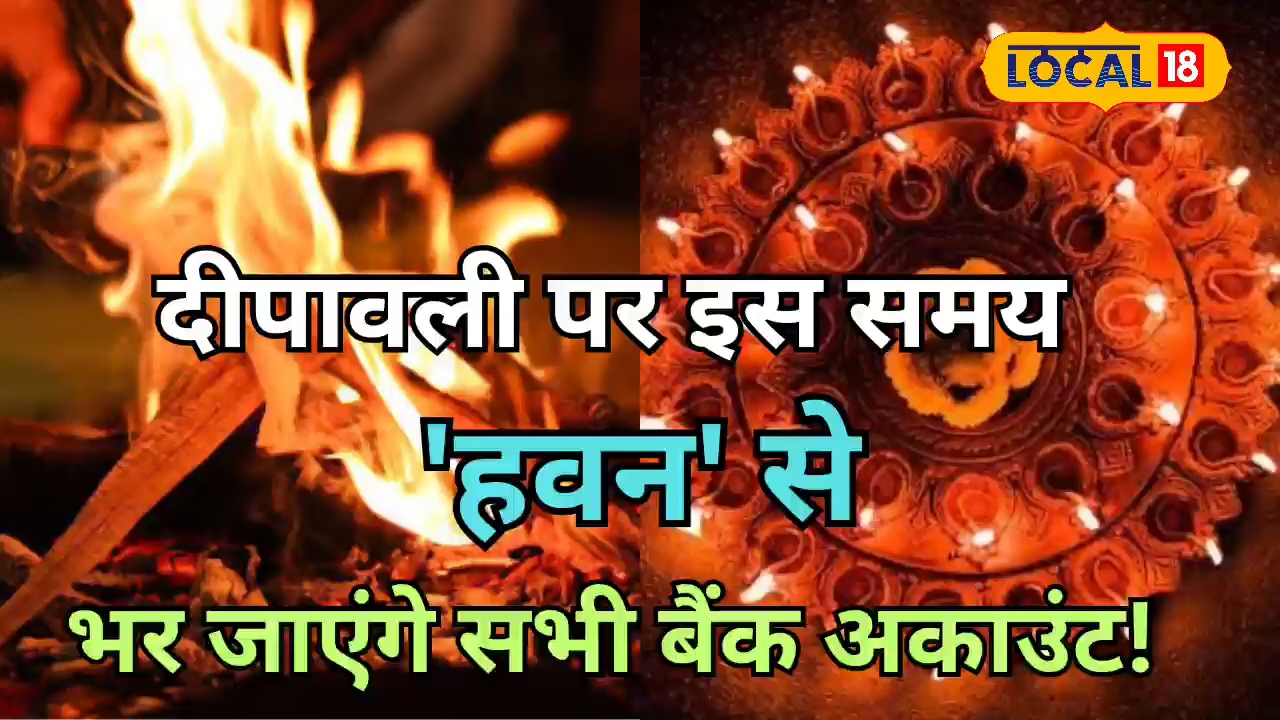 LOCAL 18
दीपावली पर इस समय
'हवन' से
भर जाएंगे सभी बैंक अकाउंट!